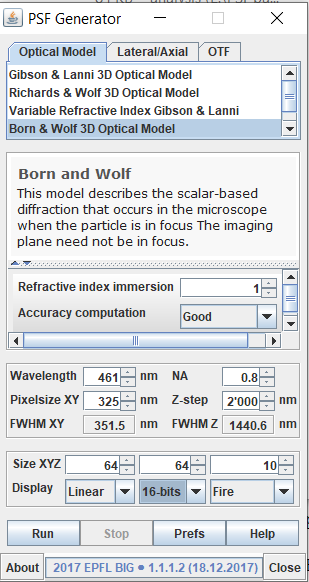 PSF Generator
Optical Model Lateral/Axial OTF
Gibson & Lanni 3D Optical Model
Richards & Wolf 3D Optical Model
Variable Refractive Index Gibson & Lanni
Born & Wolf 3D Optical Model
Born and Wolf
This model describes the scalar-based
diffraction that occurs in the microscope
when the particle is in focus The imaging
plane need not be in focus.
Refractive index immersion 1
Accuracy computation Good
Wavelength 461 nm NA 0.8
Pixelsize XY 325 nm Z-step 2'000 nm
FWHM XY 351.5 nm FWHM Z 1440.6 nm
Size XYZ 64 64 10
Display Linear 16-bits Fire
Run Stop Prefs Help
About 2017 EPFL BIG ● 1.1.1.2 (18.12.2017) Close